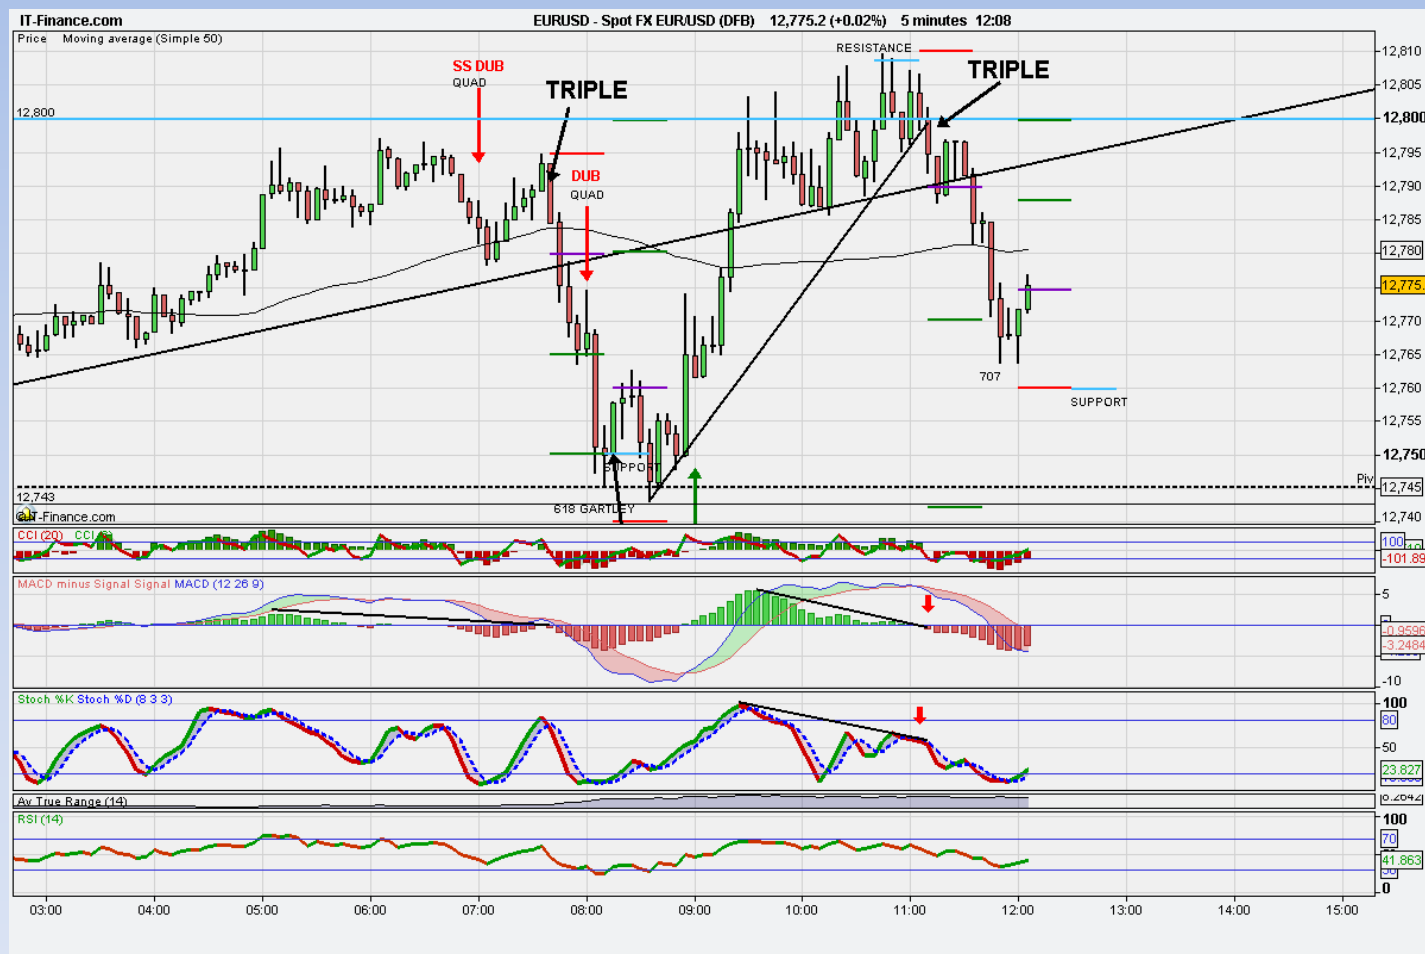 IT-Finance.com
EURUSD - Spot FX EUR/USD (DFB) 12,775.2 (+0.02%) 5 minutes 12:08
Price Moving average (Simple 50)
RESISTANCE
12,810
SS DUB
QUAD
TRIPLE
TRIPLE
12,805
12,800
12,800
12,795
DUB
QUAD
12,790
12,785
12,780
12,775.
12,770
12,765
707
12,760
SUPPORT
12,755
12,750
SUPPORT
Piv
12,743
12,745
618 GARTLEY
12,740
IT-Finance.com
CCI (20) CCI
100
-101.89
MACD minus Signal Signal MACD (12 26 9)
5
-0.9596
-3.2484
-10
Stoch %K Stoch %D (8 3 3)
100
80
50
23.827
Av True Range (14)
RSI (14)
100
70
41.863
0
03:00 04:00 05:00 06:00 07:00 08:00 09:00 10:00 11:00 12:00 13:00 14:00 15:00